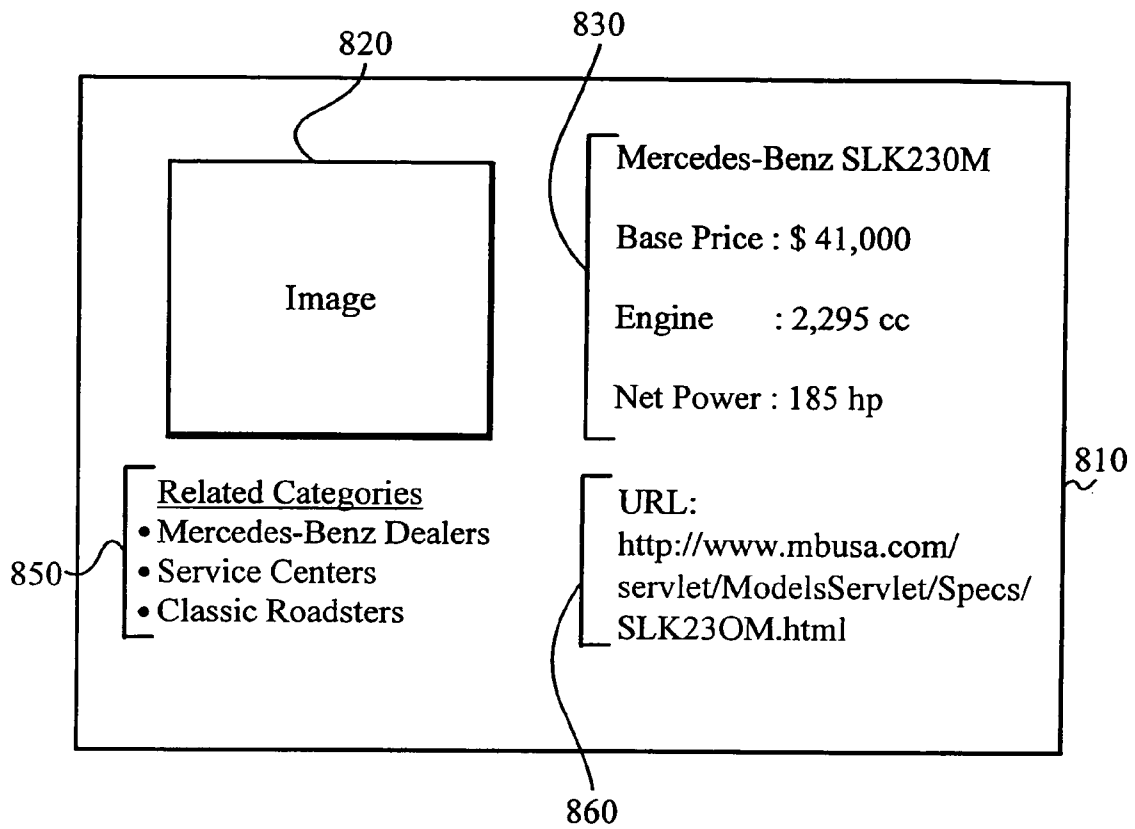 820
830
Image
Mercedes-Benz SLK230M
Base Price : $ 41,000
Engine : 2,295 cc
Net Power : 185 hp
810
850
Related Categories
• Mercedes-Benz Dealers
• Service Centers
• Classic Roadsters
URL:
http://www.mbusa.com/
servlet/ModelsServlet/Specs/
SLK23OM.html
860